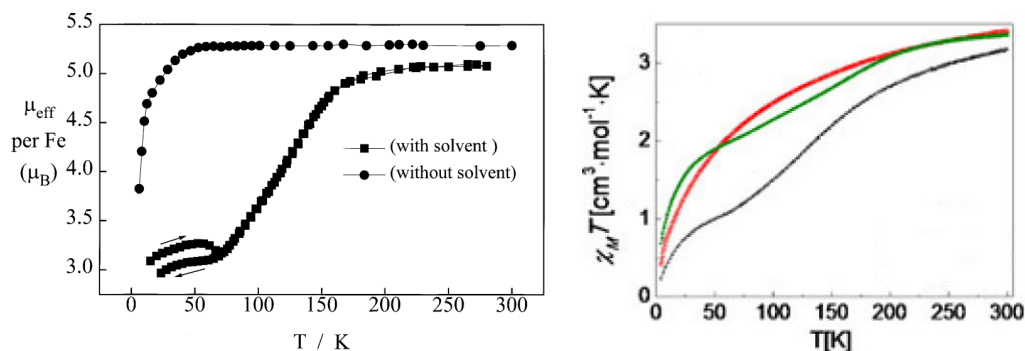 5.5
5.0
4.5
4.0
3.5
3.0
μeff
per Fe
(μB)
(with solvent )
(without solvent)
0 50 100 150 200 250 300
T / K
3
2
1
0
χMT[cm³·mol⁻¹·K]
0 50 100 150 200 250 300
T[K]